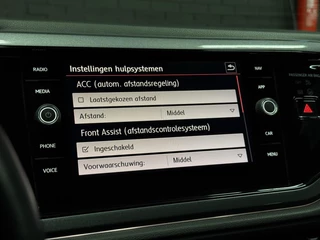 Instellingen hulpsystemen
RADIO
NAV
ACC (autom. afstandsregeling)
MEDIA
APP
Laatstgekozen afstand
Afstand: Middel
Front Assist (afstandscontrolesysteem)
CAR
PHONE
Ingeschakeld
MENU
VOICE
Voorwaarschuwing: Middel